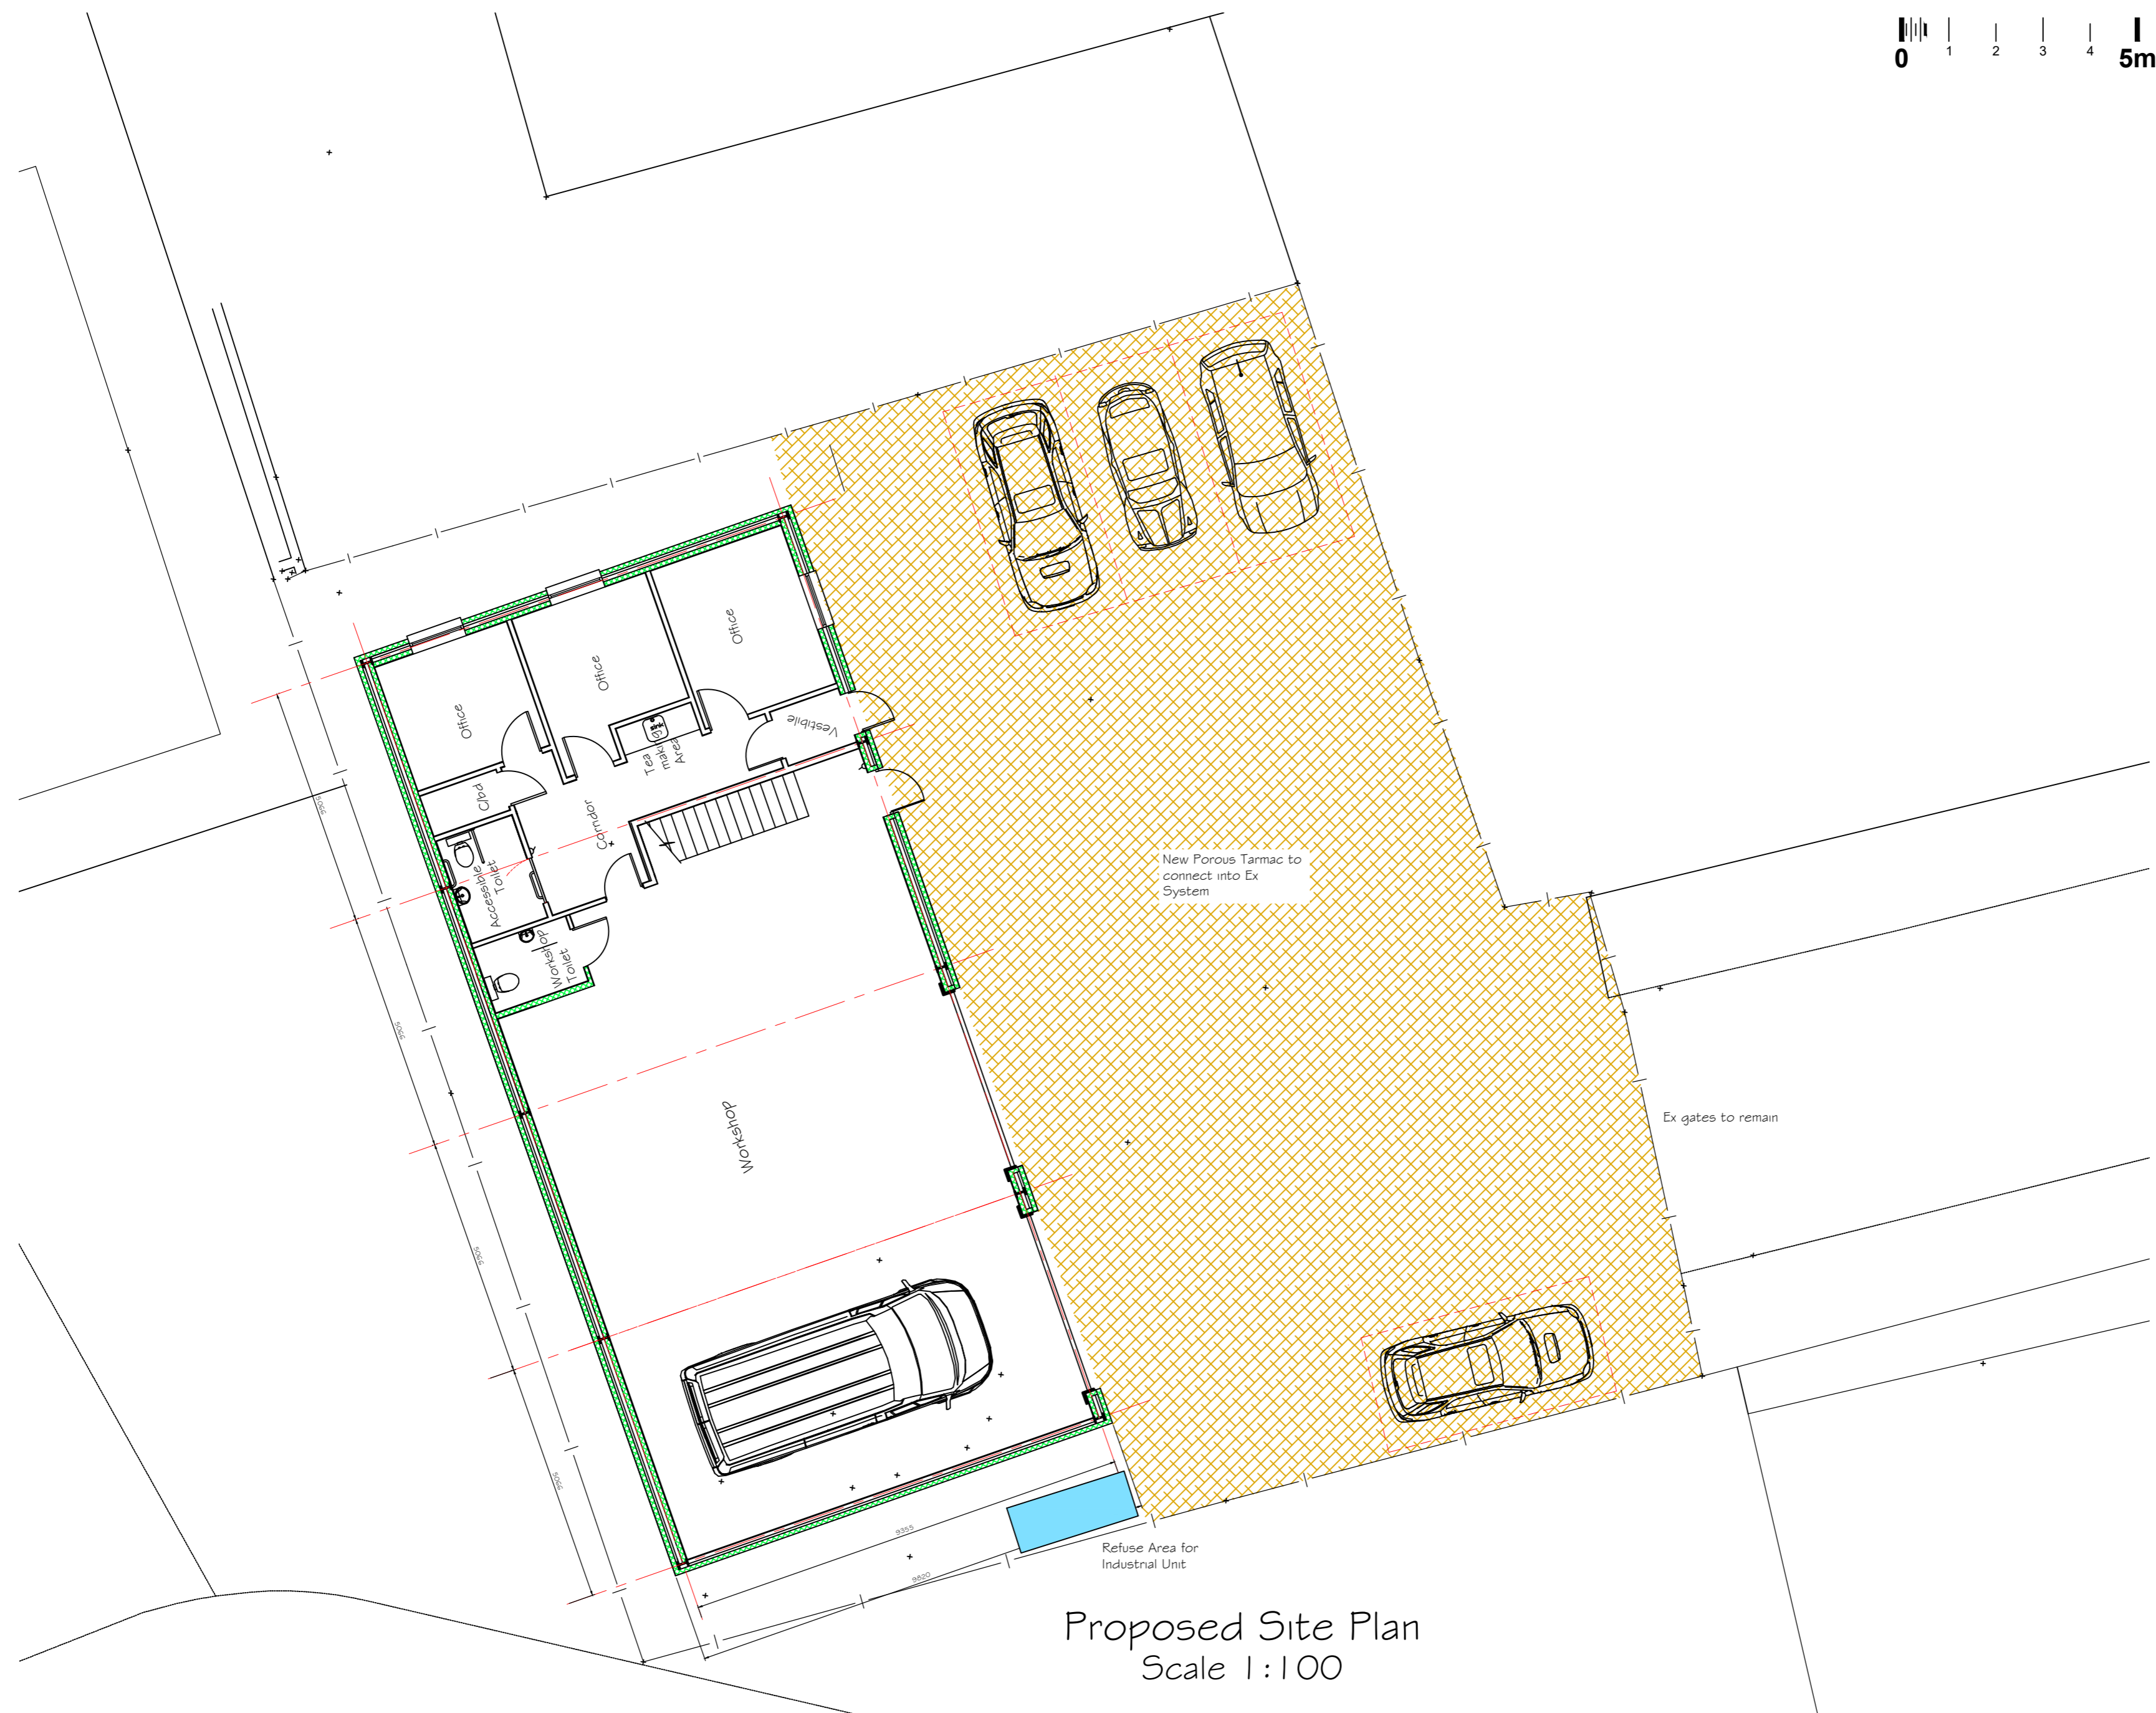 0 1 2 3 4 5m
Office
Office
Office
Vestibile
sink
Tea
making
Area
C/bd
Corridor
Accessible
Toilet
Workshop
Toilet
Workshop
New Porous Tarmac to
connect into Ex
System
Ex gates to remain
9355
9820
Refuse Area for
Industrial Unit
Proposed Site Plan
Scale 1:100